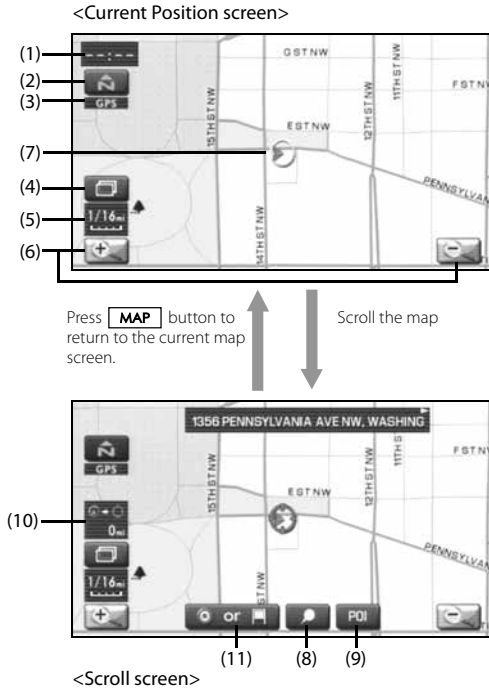 <Current Position screen>
(1)
--:--
(2)
(3)
GPS
(7)
(4)
(5)
1/16mi
(6)
G ST NW
F ST NW
11TH ST NW
15TH ST NW
E ST NW
12TH ST NW
PENNSYLVANIA
14TH ST NW
Press MAP button to
return to the current map
screen.
Scroll the map
1356 PENNSYLVANIA AVE NW, WASHING
GPS
11TH
F ST NW
15TH ST NW
E ST NW
12TH ST NW
(10)
0mi
1/16mi
PENNSYLVAN
ST NW
or
POI
(11)
(8)
(9)
<Scroll screen>